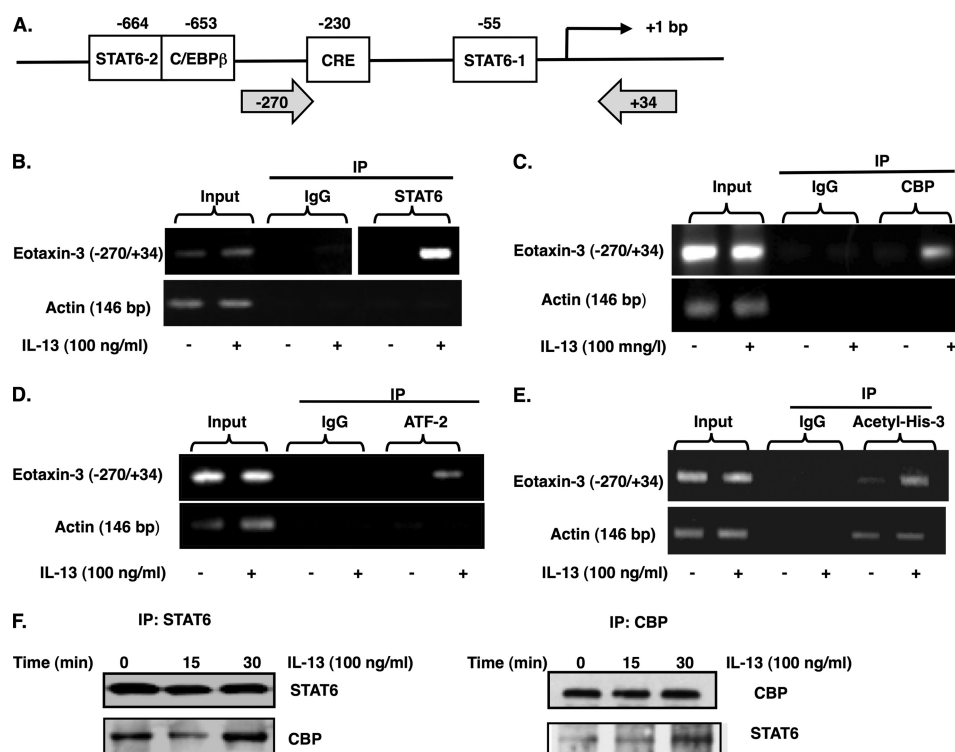 A.
-664 -653 -230 -55 +1 bp
STAT6-2 C/EBPβ CRE STAT6-1
-270 +34
B.
IP
Input IgG STAT6
Eotaxin-3 (-270/+34)
Actin (146 bp)
IL-13 (100 ng/ml) - + - + - +
C.
IP
Input IgG CBP
Eotaxin-3 (-270/+34)
Actin (146 bp)
IL-13 (100 mng/l) - + - + - +
D.
IP
Input IgG ATF-2
Eotaxin-3 (-270/+34)
Actin (146 bp)
IL-13 (100 ng/ml) - + - + - +
E.
IP
Input IgG Acetyl-His-3
Eotaxin-3 (-270/+34)
Actin (146 bp)
IL-13 (100 ng/ml) - + - + - +
F.
IP: STAT6
Time (min) 0 15 30 IL-13 (100 ng/ml)
STAT6
CBP
IP: CBP
Time (min) 0 15 30 IL-13 (100 ng/ml)
CBP
STAT6